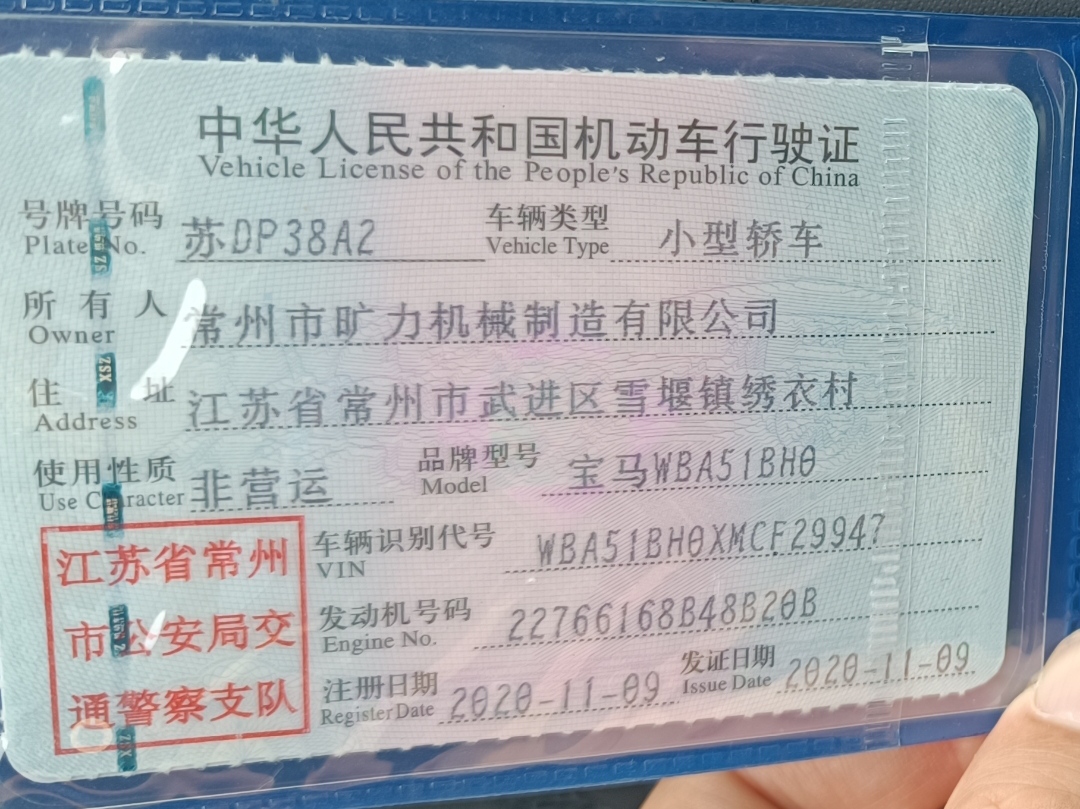 中华人民共和国机动车行驶证
Vehicle License of the People's Republic of China
号牌号码 苏DP38A2 车辆类型 小型轿车
Plate No. Vehicle Type
所有人 常州市旷力机械制造有限公司
Owner
住址 江苏省常州市武进区雪堰镇绣衣村
Address
使用性质 非营运 品牌型号 宝马WBA51BH0
Use Character Model
江苏省常州
市公安局交
通警察支队
车辆识别代号 WBA51BH0XMCF29947
VIN
发动机号码 22766168B48B20B
Engine No.
注册日期 2020-11-09 发证日期 2020-11-09
Register Date Issue Date